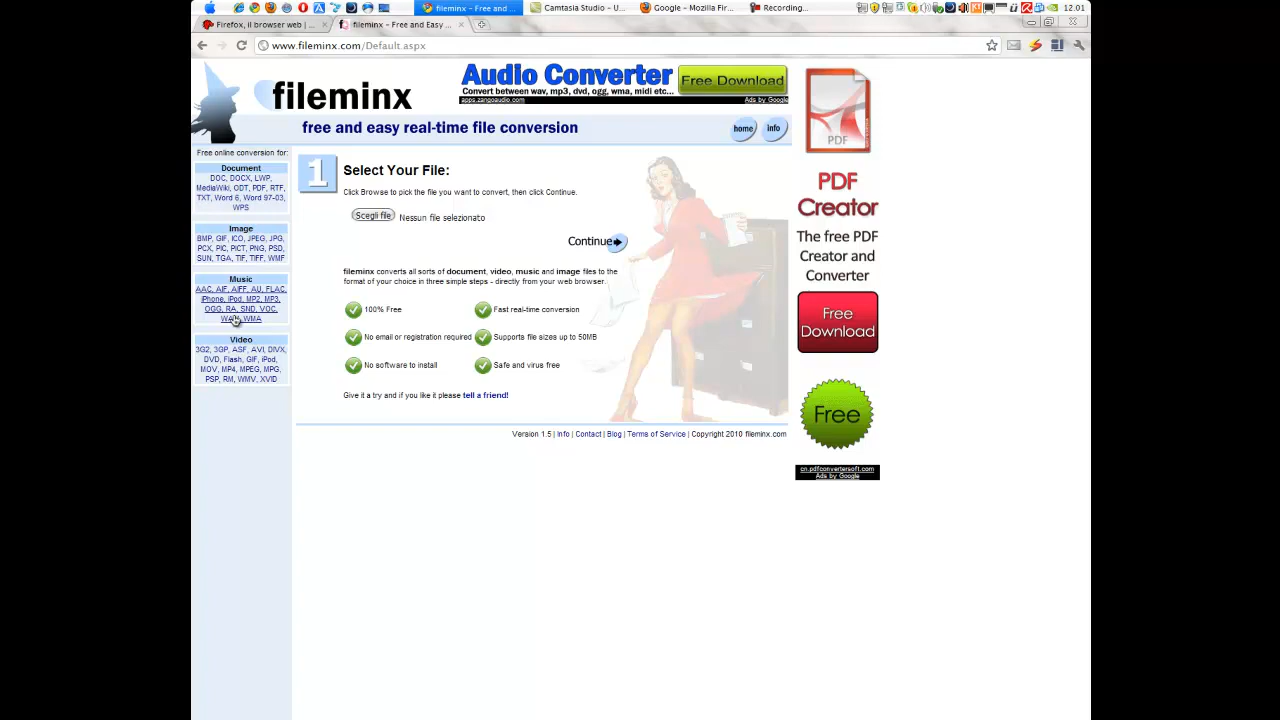 fileminx - Free and ...
Camtasia Studio - U...
Google - Mozilla Fir...
Recording...
12.01
Firefox, il browser web | ...
fileminx - Free and Easy ...
www.fileminx.com/Default.aspx
fileminx
Audio Converter
Convert between wav, mp3, dvd, ogg, wma, midi etc...
Free Download
apps.zangoaudio.com
Ads by Google
free and easy real-time file conversion
home
info
Free online conversion for:
Document
DOC, DOCX, LWP,
MediaWiki, ODT, PDF, RTF,
TXT, Word 6, Word 97-03,
WPS
Image
BMP, GIF, ICO, JPEG, JPG,
PCX, PIC, PICT, PNG, PSD,
SUN, TGA, TIF, TIFF, WMF
Music
AAC, AIF, AIFF, AU, FLAC,
iPhone, iPod, MP2, MP3,
OGG, RA, SND, VOC,
WAV, WMA
Video
3G2, 3GP, ASF, AVI, DIVX,
DVD, Flash, GIF, iPod,
MOV, MP4, MPEG, MPG,
PSP, RM, WMV, XVID
1
Select Your File:
Click Browse to pick the file you want to convert, then click Continue.
Scegli file
Nessun file selezionato
Continue
fileminx converts all sorts of document, video, music and image files to the
format of your choice in three simple steps - directly from your web browser.
100% Free
Fast real-time conversion
No email or registration required
Supports file sizes up to 50MB
No software to install
Safe and virus free
Give it a try and if you like it please tell a friend!
Version 1.5 | Info | Contact | Blog | Terms of Service | Copyright 2010 fileminx.com
PDF
PDF
Creator
The free PDF
Creator and
Converter
Free
Download
Free
cn.pdfconvertersoft.com
Ads by Google